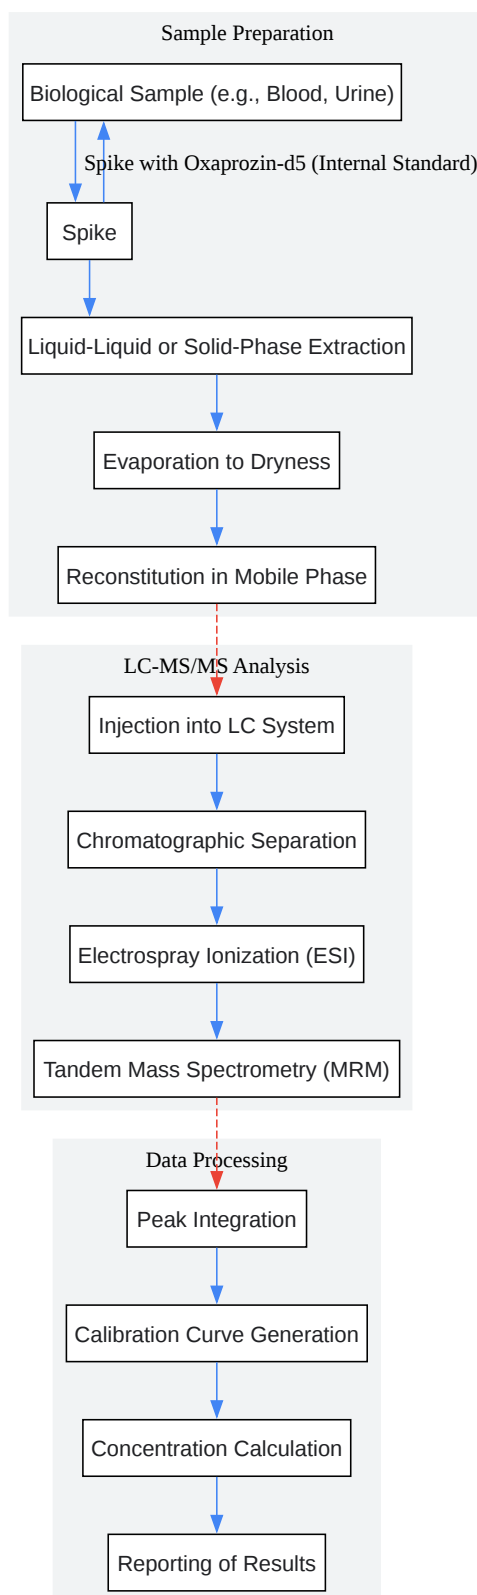 Sample Preparation
Biological Sample (e.g., Blood, Urine)
Spike with Oxaprozin-d5 (Internal Standard)
Spike
Liquid-Liquid or Solid-Phase Extraction
Evaporation to Dryness
Reconstitution in Mobile Phase
LC-MS/MS Analysis
Injection into LC System
Chromatographic Separation
Electrospray Ionization (ESI)
Tandem Mass Spectrometry (MRM)
Data Processing
Peak Integration
Calibration Curve Generation
Concentration Calculation
Reporting of Results